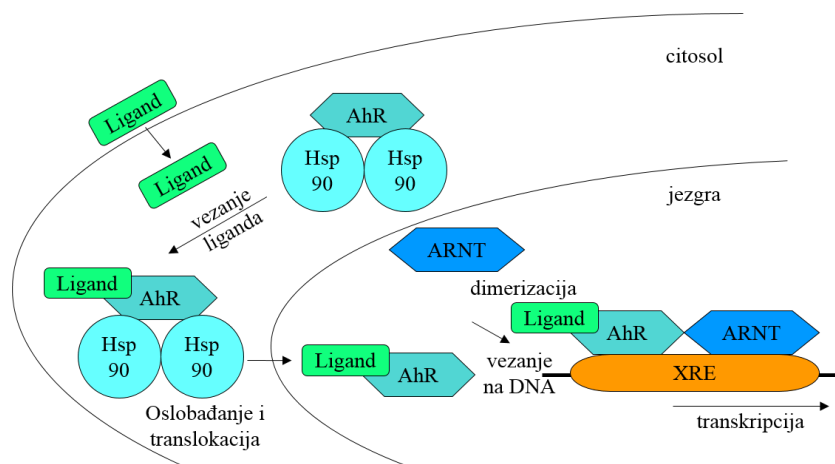 citosol
Ligand
AhR
Hsp
90
Hsp
90
Ligand
vezanje
liganda
jezgra
ARNT
Ligand
AhR
dimerizacija
Ligand
AhR
ARNT
Hsp
90
Hsp
90
Ligand
AhR
vezanje
na DNA
XRE
Oslobađanje i
translokacija
transkripcija